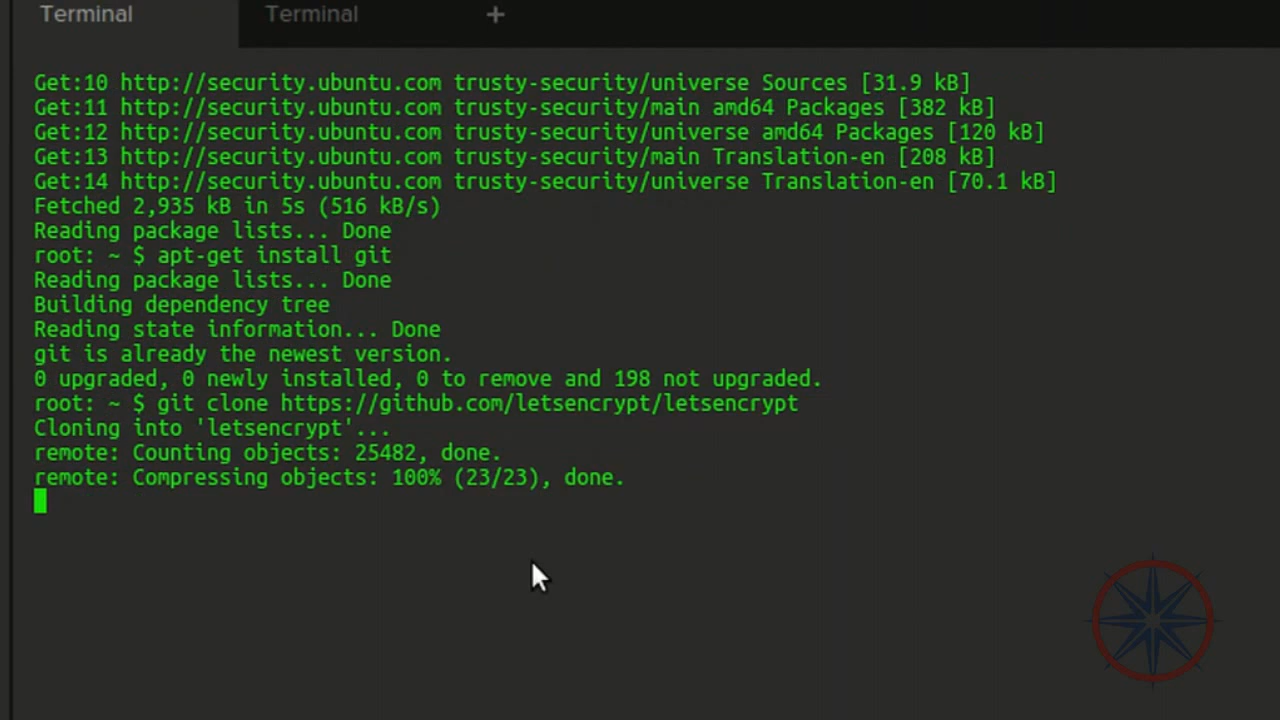 Terminal Terminal +
Get:10 http://security.ubuntu.com trusty-security/universe Sources [31.9 kB]
Get:11 http://security.ubuntu.com trusty-security/main amd64 Packages [382 kB]
Get:12 http://security.ubuntu.com trusty-security/universe amd64 Packages [120 kB]
Get:13 http://security.ubuntu.com trusty-security/main Translation-en [208 kB]
Get:14 http://security.ubuntu.com trusty-security/universe Translation-en [70.1 kB]
Fetched 2,935 kB in 5s (516 kB/s)
Reading package lists... Done
root: ~ $ apt-get install git
Reading package lists... Done
Building dependency tree
Reading state information... Done
git is already the newest version.
0 upgraded, 0 newly installed, 0 to remove and 198 not upgraded.
root: ~ $ git clone https://github.com/letsencrypt/letsencrypt
Cloning into 'letsencrypt'...
remote: Counting objects: 25482, done.
remote: Compressing objects: 100% (23/23), done.